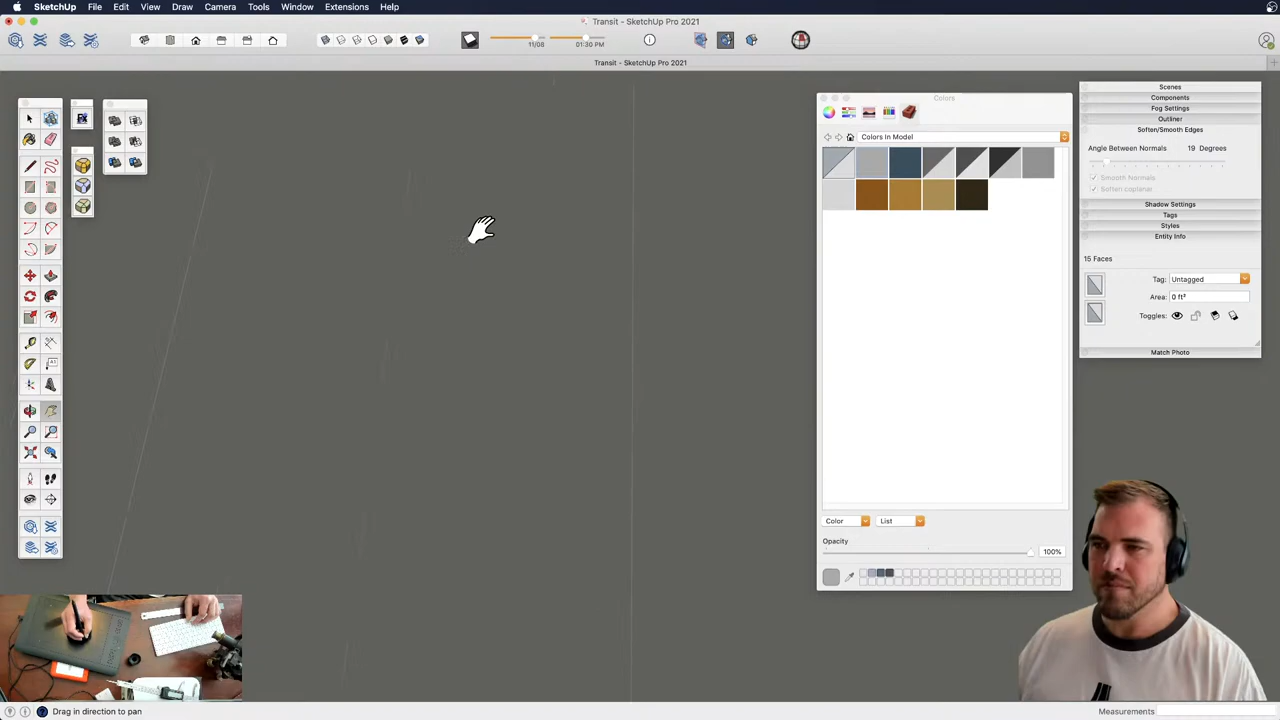 SketchUp File Edit View Draw Camera Tools Window Extensions Help
Transit - SketchUp Pro 2021
11/08 01:30 PM
Transit - SketchUp Pro 2021
Colors
Colors In Model
Color List
Opacity
100%
Scenes
Components
Fog Settings
Outliner
Soften/Smooth Edges
Angle Between Normals 19 Degrees
Smooth Normals
Soften coplanar
Shadow Settings
Tags
Styles
Entity Info
15 Faces
Tag: Untagged
Area: 0 ft²
Toggles:
Match Photo
Drag in direction to pan
Measurements